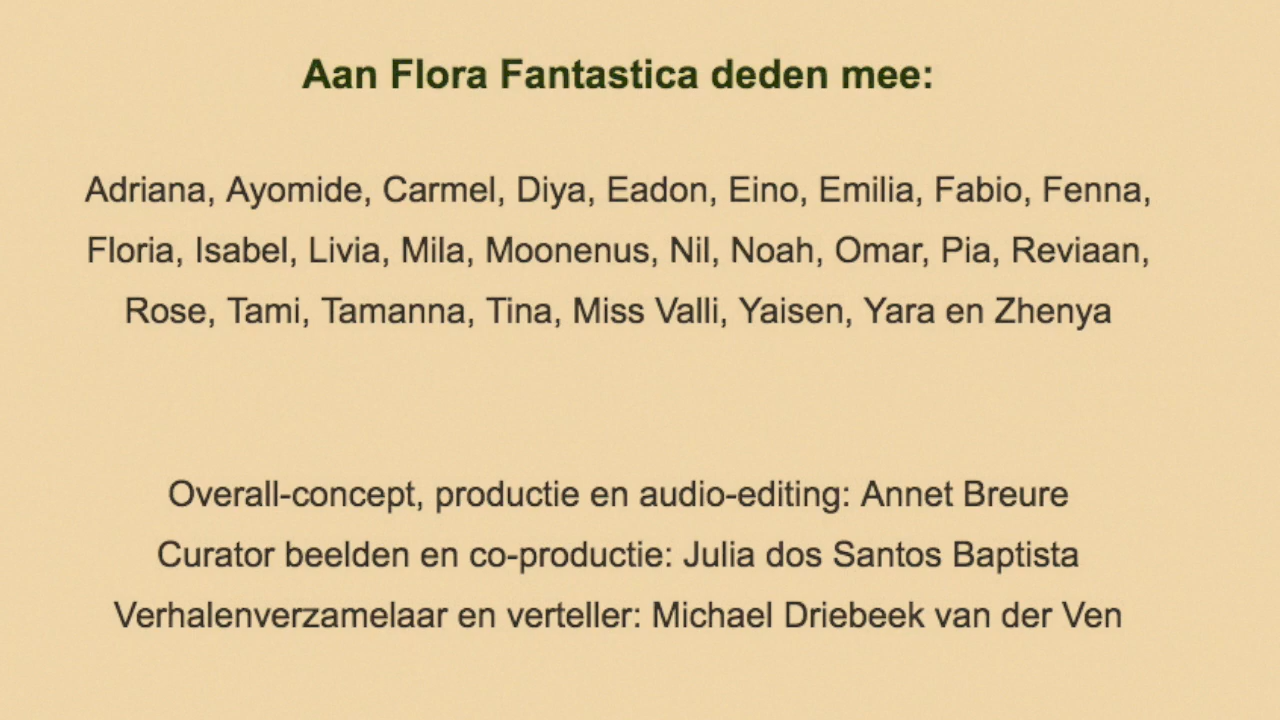 Aan Flora Fantastica deden mee:
Adriana, Ayomide, Carmel, Diya, Eadon, Eino, Emilia, Fabio, Fenna,
Floria, Isabel, Livia, Mila, Moonenus, Nil, Noah, Omar, Pia, Reviaan,
Rose, Tami, Tamanna, Tina, Miss Valli, Yaisen, Yara en Zhenya
Overall-concept, productie en audio-editing: Annet Breure
Curator beelden en co-productie: Julia dos Santos Baptista
Verhalenverzamelaar en verteller: Michael Driebeek van der Ven